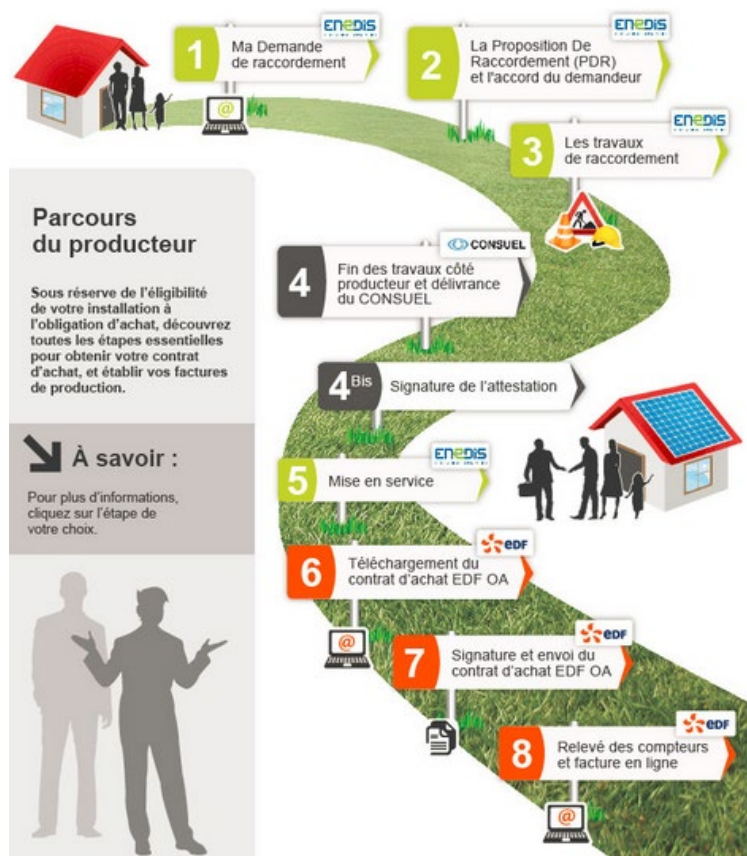 ENEDIS
1
Ma Demande
de raccordement
ENEDIS
2
La Proposition De
Raccordement (PDR)
et l'accord du demandeur
ENEDIS
3
Les travaux
de raccordement
@
Parcours
du producteur
Sous réserve de l'éligibilité
de votre installation à
l'obligation d'achat, découvrez
toutes les étapes essentielles
pour obtenir votre contrat
d'achat, et établir vos factures
de production.
CONSUEL
4
Fin des travaux côté
producteur et délivrance
du CONSUEL
4 Bis
Signature de l'attestation
À savoir :
Pour plus d'informations,
cliquez sur l'étape de
votre choix.
ENEDIS
5
Mise en service
edf
6
Téléchargement du
contrat d'achat EDF OA
@
edf
7
Signature et envoi du
contrat d'achat EDF OA
edf
8
Relevé des compteurs
et facture en ligne
@